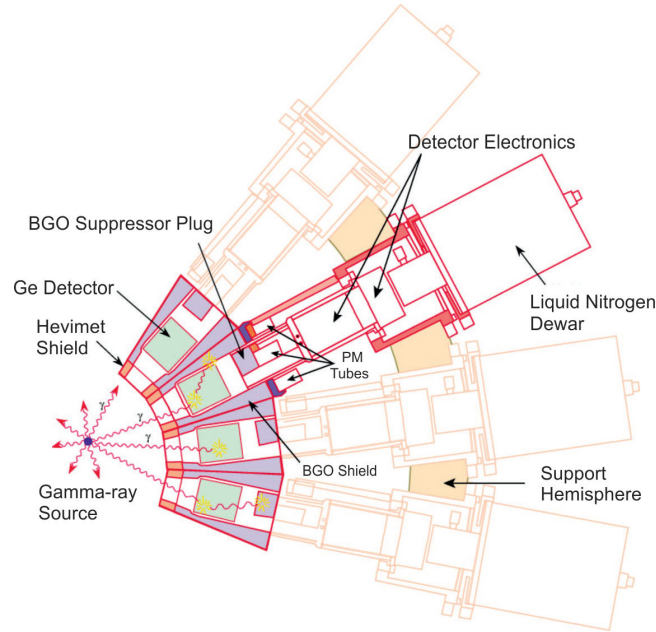 Detector Electronics
BGO Suppressor Plug
Ge Detector
Hevimet
Shield
Liquid Nitrogen
Dewar
PM
Tubes
γ
γ
γ
BGO Shield
Gamma-ray
Source
Support
Hemisphere